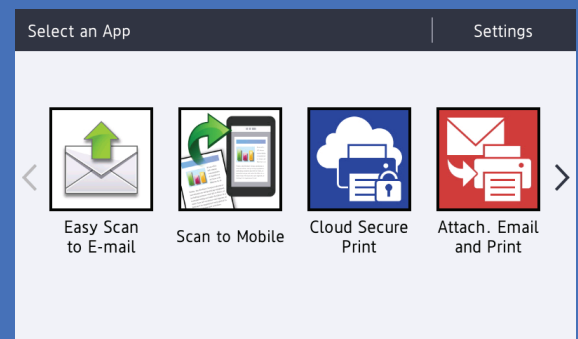 Select an App
Settings
Easy Scan
to E-mail
Scan to Mobile
Cloud Secure
Print
Attach. Email
and Print